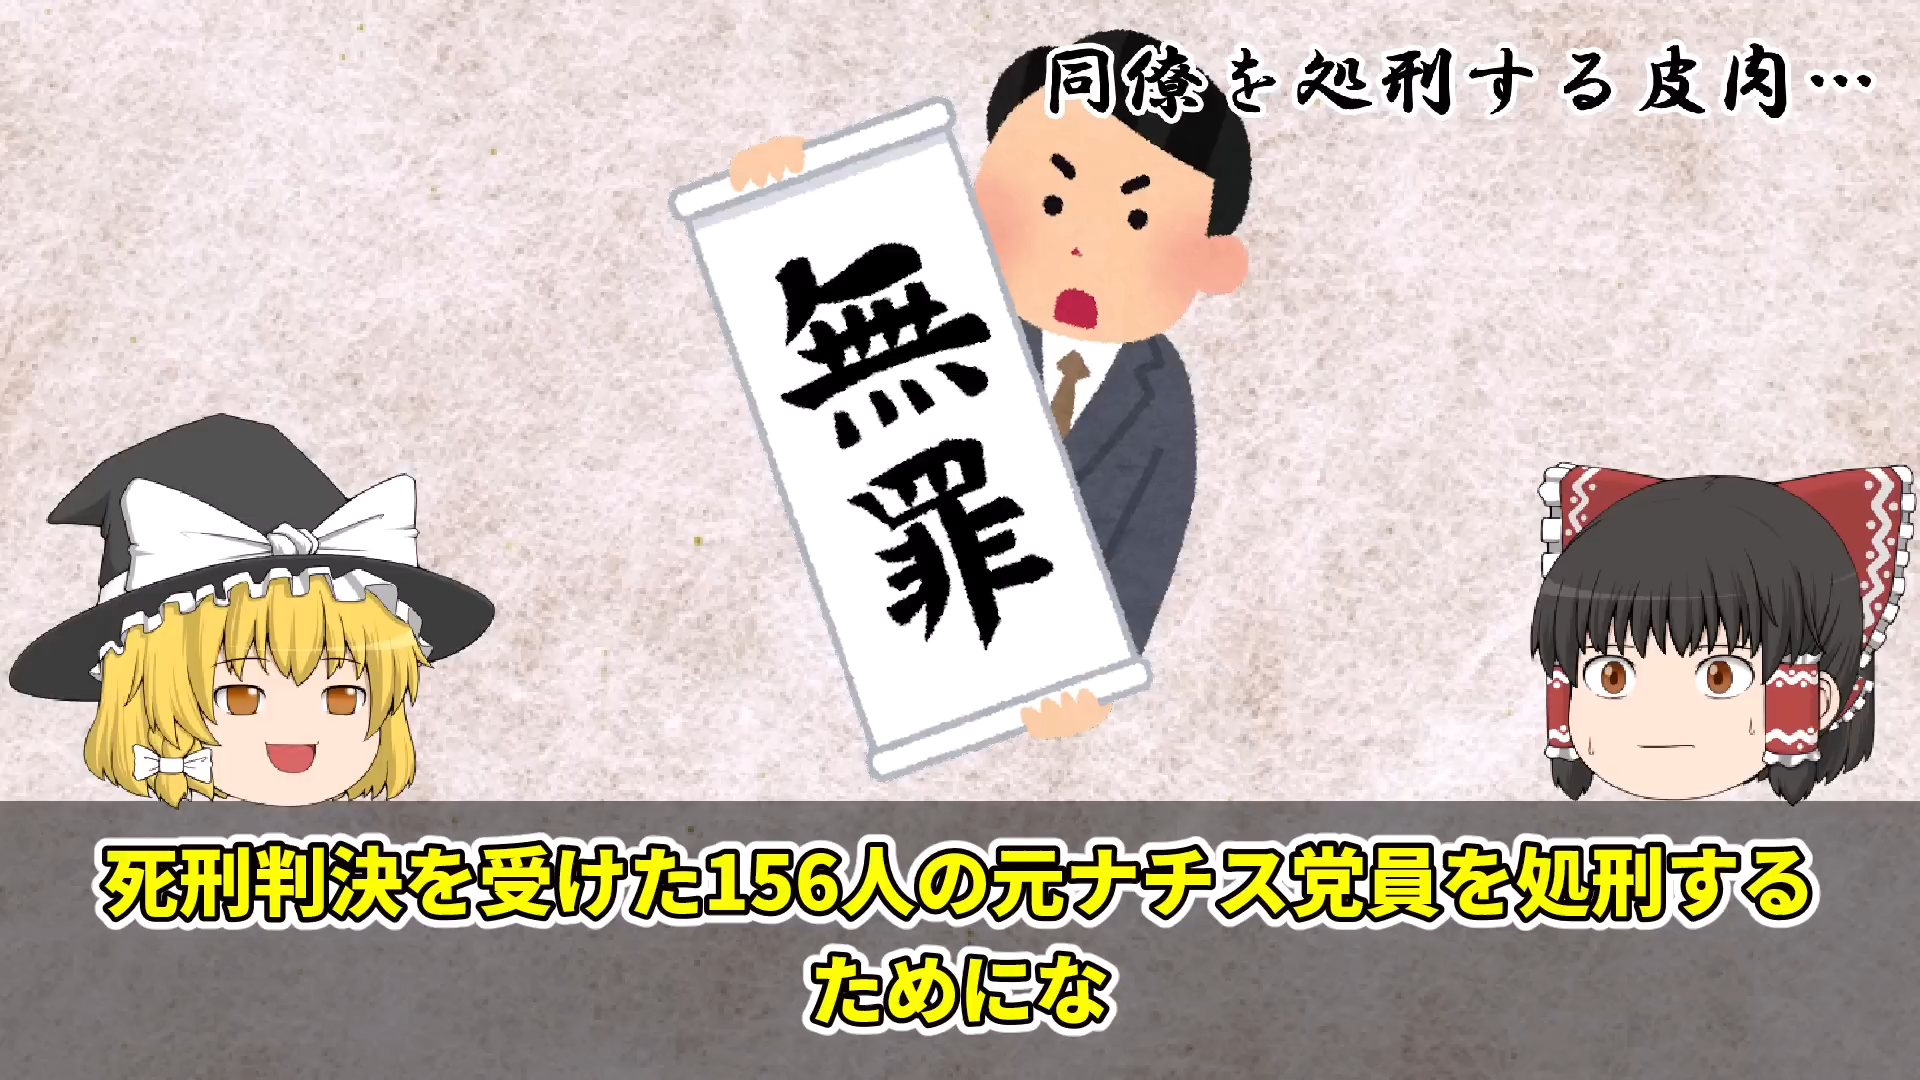 同僚を処刑する皮肉…
無罪
死刑判決を受けた156人の元ナチス党員を処刑する
ためにな